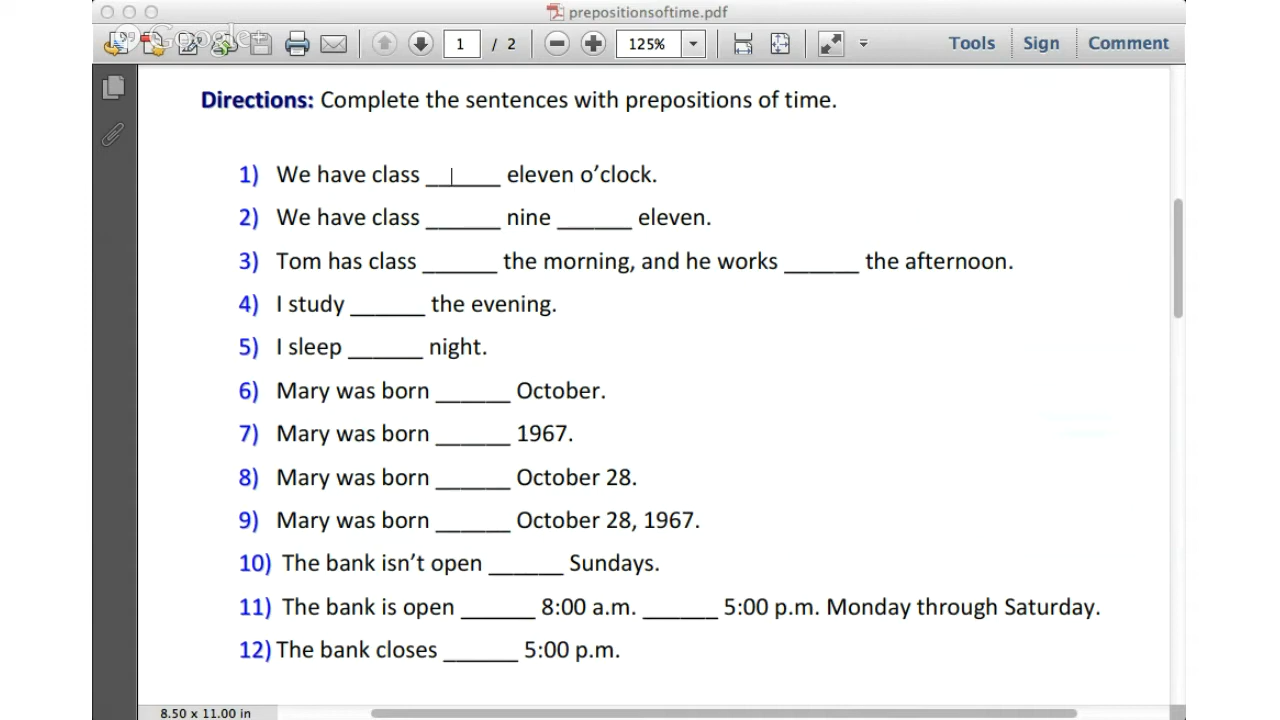 prepositionsoftime.pdf
Google+
1 / 2 125% Tools Sign Comment
Directions: Complete the sentences with prepositions of time.
1) We have class ______ eleven o’clock.
2) We have class ______ nine ______ eleven.
3) Tom has class ______ the morning, and he works ______ the afternoon.
4) I study ______ the evening.
5) I sleep ______ night.
6) Mary was born ______ October.
7) Mary was born ______ 1967.
8) Mary was born ______ October 28.
9) Mary was born ______ October 28, 1967.
10) The bank isn’t open ______ Sundays.
11) The bank is open ______ 8:00 a.m. ______ 5:00 p.m. Monday through Saturday.
12) The bank closes ______ 5:00 p.m.
8.50 x 11.00 in